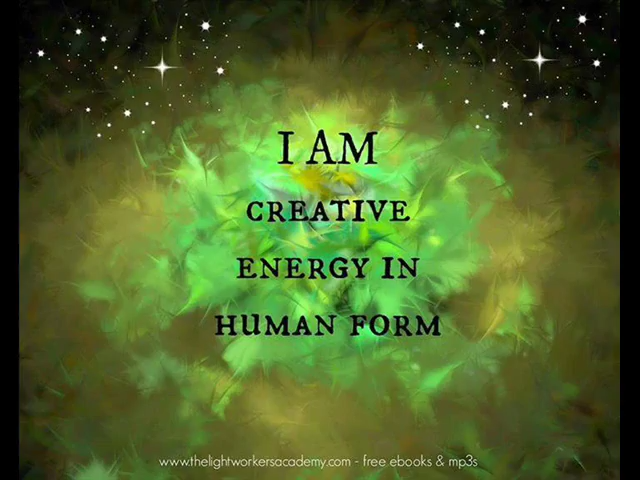 I AM
CREATIVE
ENERGY IN
HUMAN FORM
www.thelightworkersacademy.com - free ebooks & mp3s